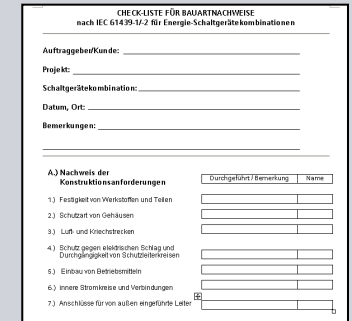 CHECK-LISTE FÜR BAUARTNACHWEISE
nach IEC 61439-1/-2 für Energie-Schaltgerätekombinationen
Auftraggeber/Kunde:
Projekt:
Schaltgerätekombination:
Datum, Ort:
Bemerkungen:
A.) Nachweis der
Konstruktionsanforderungen
Durchgeführt / Bemerkung Name
1.) Festigkeit von Werkstoffen und Teilen
2.) Schutzart von Gehäusen
3.) Luft- und Kriechstrecken
4.) Schutz gegen elektrischen Schlag und
Durchgängigkeit von Schutzleiterkreisen
5.) Einbau von Betriebsmitteln
6.) innere Stromkreise und Verbindungen
7.) Anschlüsse für von außen eingeführte Leiter